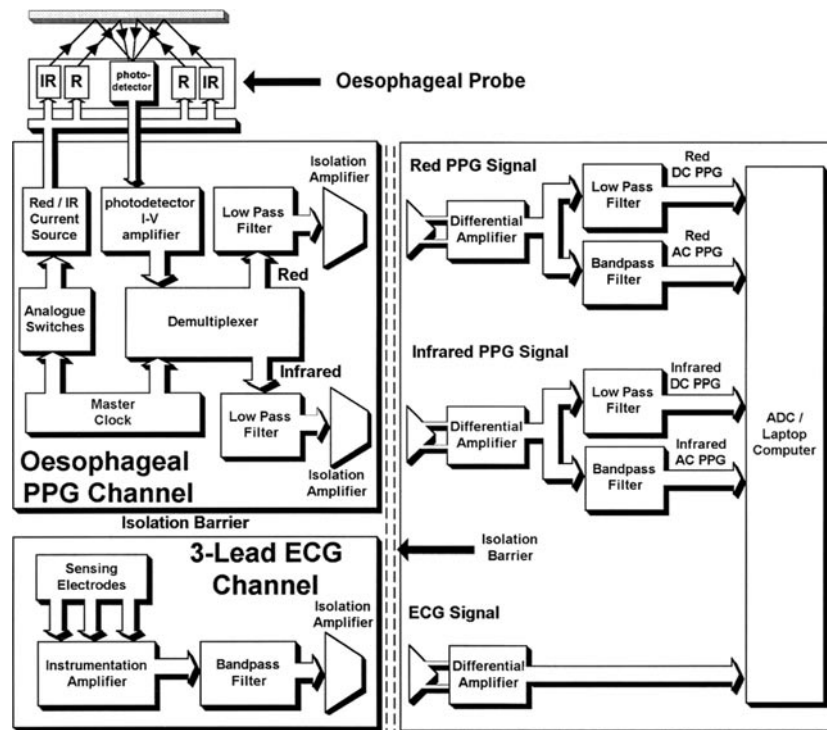 IR
R
photo-
detector
R
IR
Oesophageal Probe
Red / IR
Current
Source
photodetector
I-V
amplifier
Low Pass
Filter
Isolation
Amplifier
Red
Analogue
Switches
Demultiplexer
Infrared
Master
Clock
Low Pass
Filter
Isolation
Amplifier
Oesophageal
PPG Channel
Isolation Barrier
3-Lead ECG
Channel
Sensing
Electrodes
Isolation
Amplifier
Instrumentation
Amplifier
Bandpass
Filter
Red PPG Signal
Differential
Amplifier
Low Pass
Filter
Red
DC PPG
Bandpass
Filter
Red
AC PPG
Infrared PPG Signal
Differential
Amplifier
Low Pass
Filter
Infrared
DC PPG
Bandpass
Filter
Infrared
AC PPG
ADC /
Laptop
Computer
Isolation
Barrier
ECG Signal
Differential
Amplifier